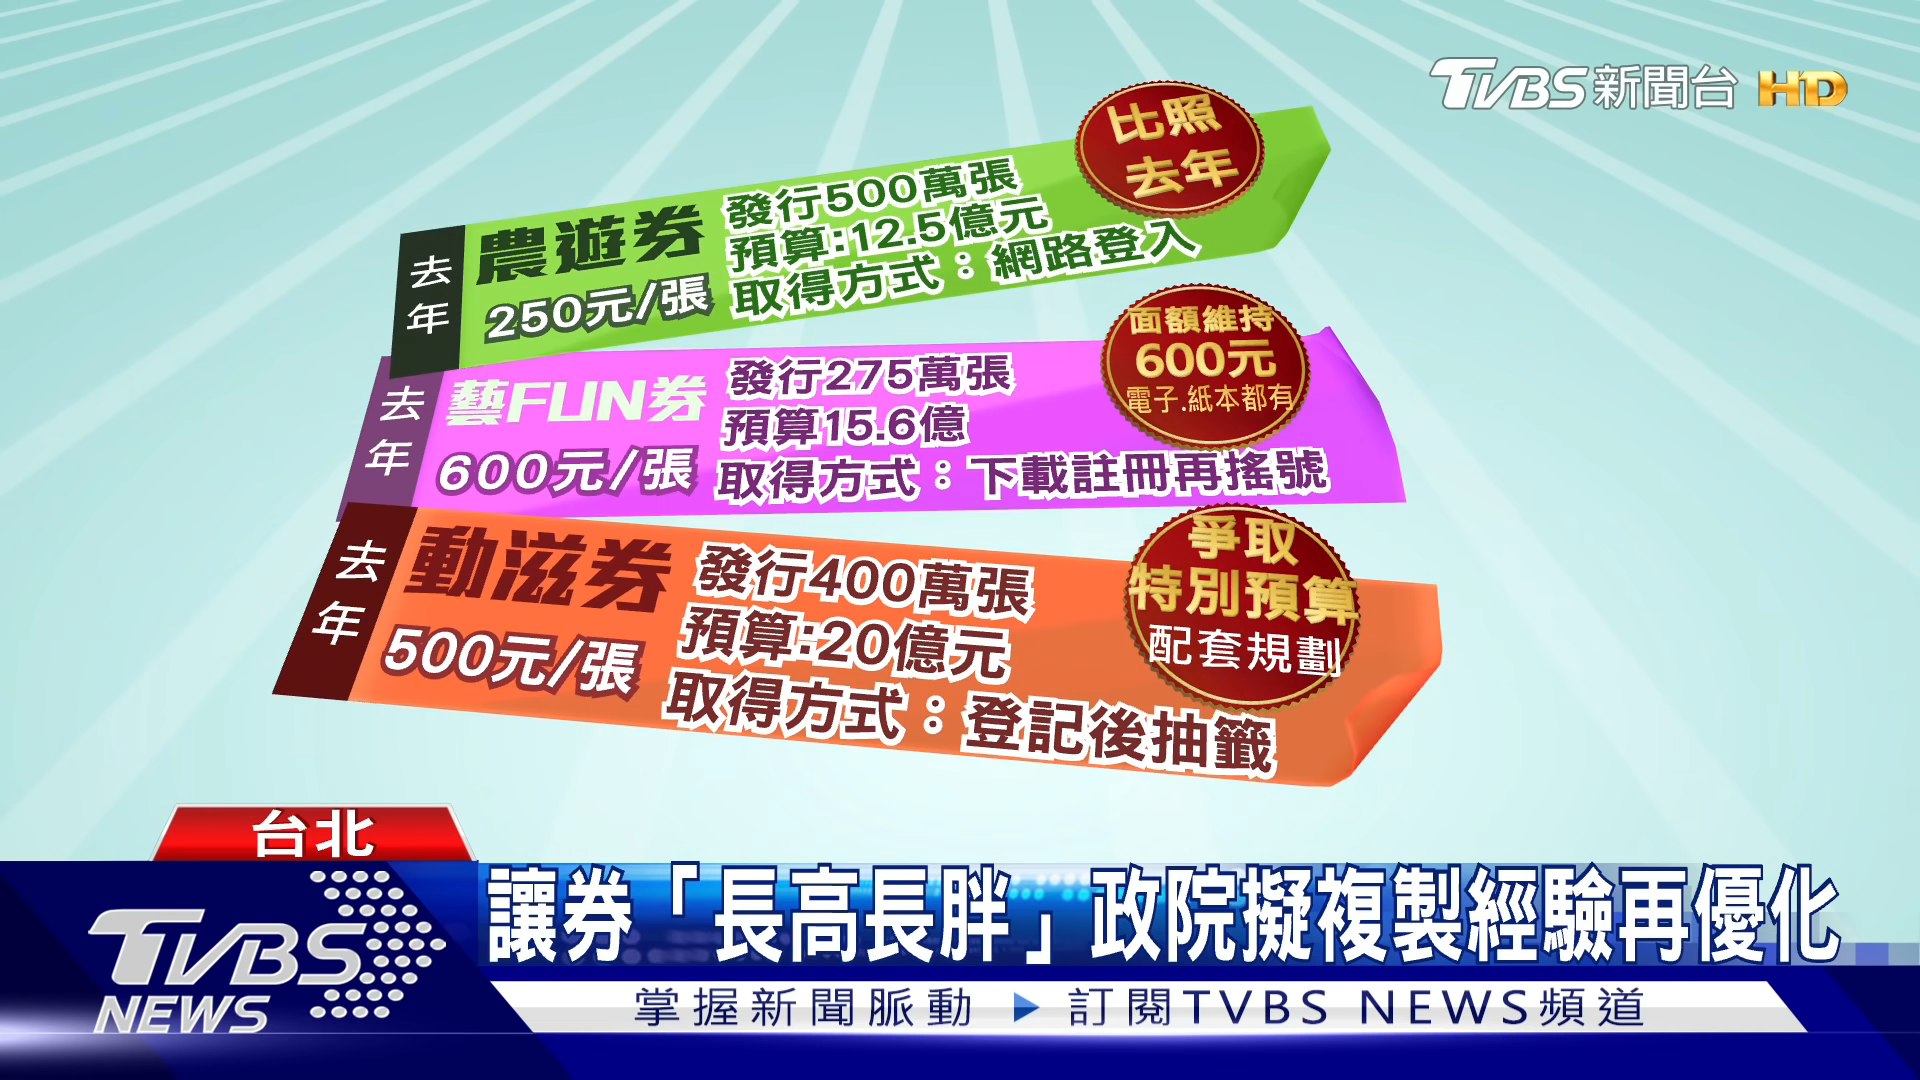 TVBS新聞台 HD
比照
去年
去年
農遊券
250元/張
發行500萬張
預算:12.5億元
取得方式：網路登入
面額維持
600元
電子.紙本都有
去年
藝FUN券
600元/張
發行275萬張
預算15.6億
取得方式：下載註冊再搖號
爭取
特別預算
配套規劃
去年
動滋券
500元/張
發行400萬張
預算:20億元
取得方式：登記後抽籤
台北
讓券「長高長胖」政院擬複製經驗再優化
TVBS
NEWS
掌握新聞脈動 ▶ 訂閱TVBS NEWS頻道